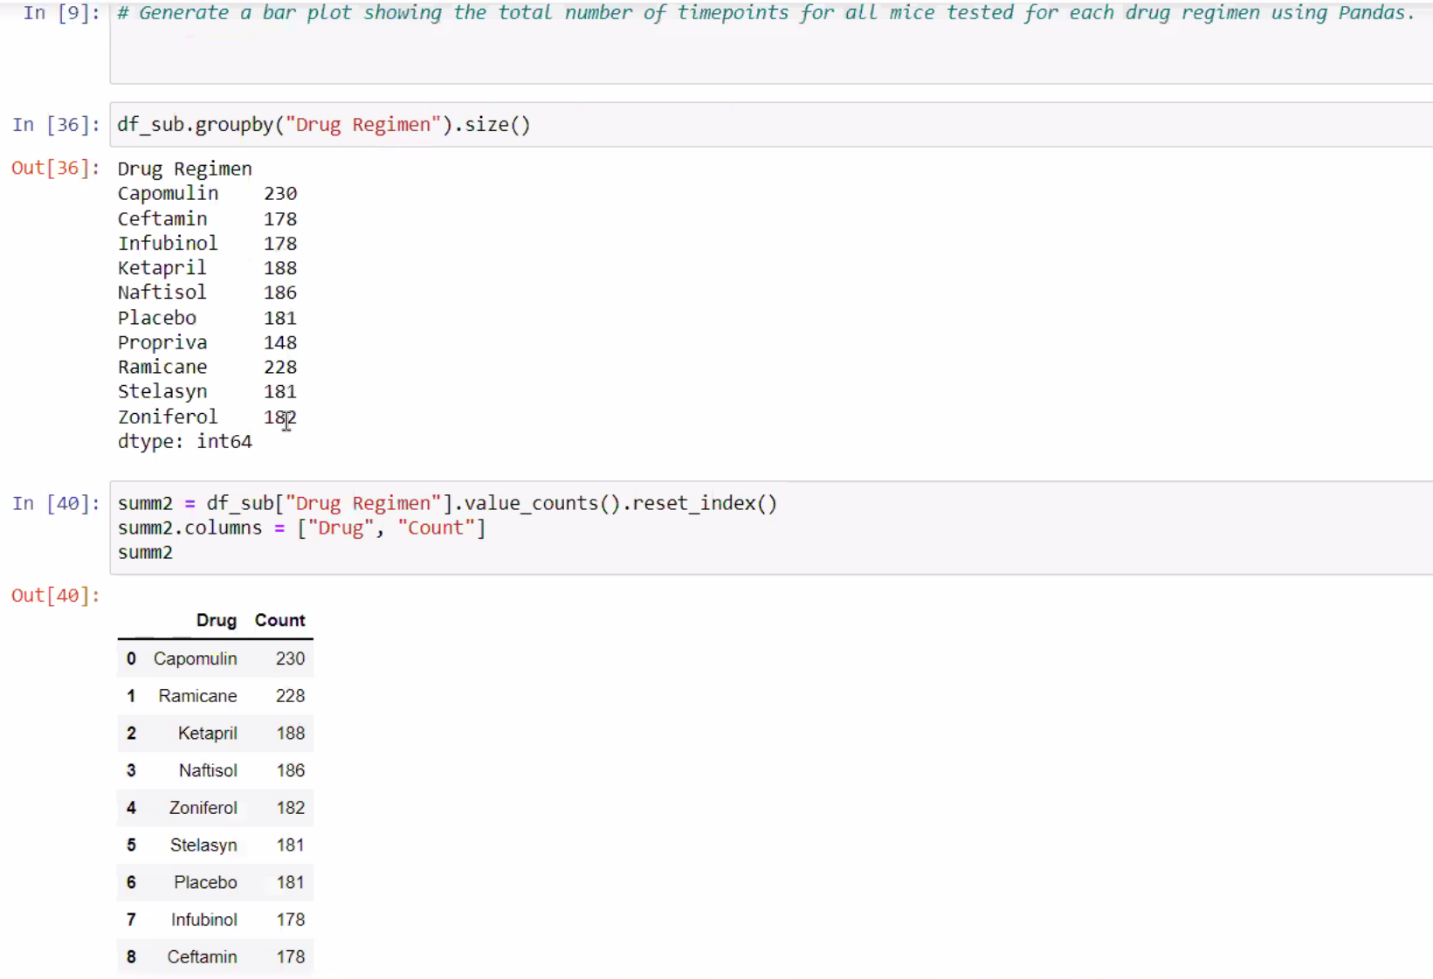 In [9]: # Generate a bar plot showing the total number of timepoints for all mice tested for each drug regimen using Pandas.
In [36]: df_sub.groupby("Drug Regimen").size()
Out[36]: Drug Regimen
Capomulin 230
Ceftamin 178
Infubinol 178
Ketapril 188
Naftisol 186
Placebo 181
Propriva 148
Ramicane 228
Stelasyn 181
Zoniferol 182
dtype: int64
In [40]: summ2 = df_sub["Drug Regimen"].value_counts().reset_index()
summ2.columns = ["Drug", "Count"]
summ2
Out[40]:
Drug Count
0 Capomulin 230
1 Ramicane 228
2 Ketapril 188
3 Naftisol 186
4 Zoniferol 182
5 Stelasyn 181
6 Placebo 181
7 Infubinol 178
8 Ceftamin 178